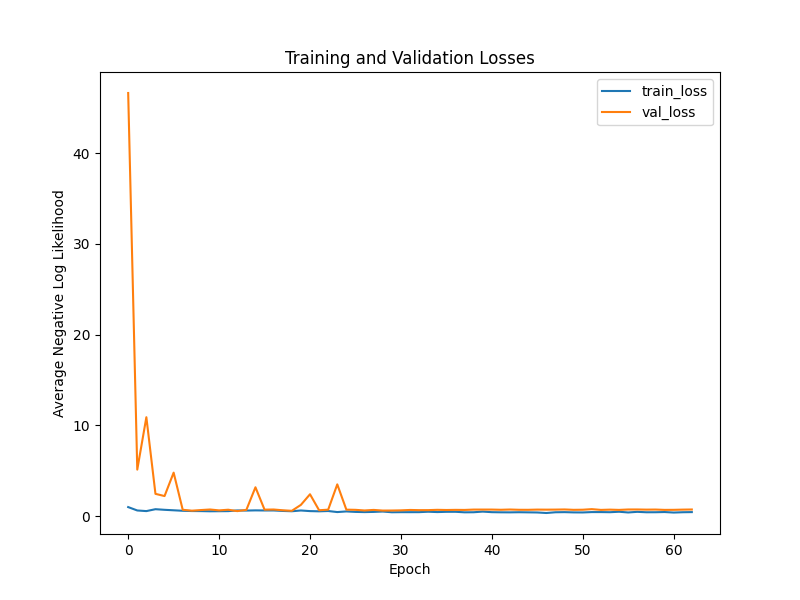 Training and Validation Losses
train_loss
val_loss
Average Negative Log Likelihood
40
30
20
10
0
0 10 20 30 40 50 60
Epoch